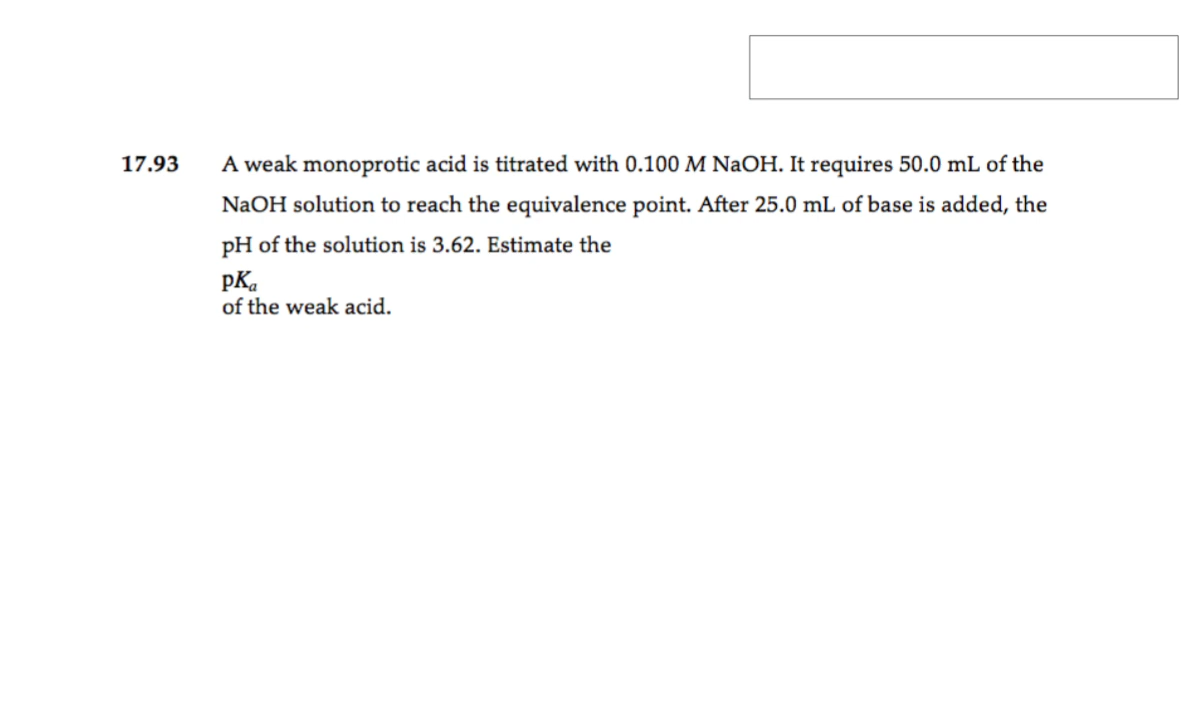 17.93 A weak monoprotic acid is titrated with 0.100 M NaOH. It requires 50.0 mL of the
NaOH solution to reach the equivalence point. After 25.0 mL of base is added, the
pH of the solution is 3.62. Estimate the
pKₐ
of the weak acid.